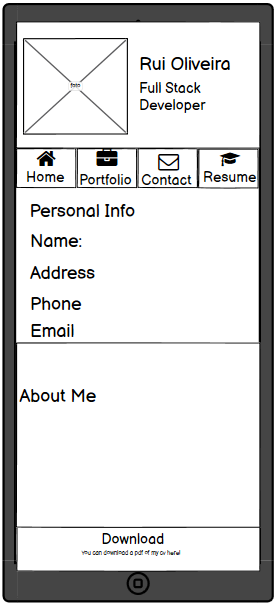 foto
Rui Oliveira
Full Stack
Developer
Home
Portfolio
Contact
Resume
Personal Info
Name:
Address
Phone
Email
About Me
Download
You can download a pdf of my cv here!